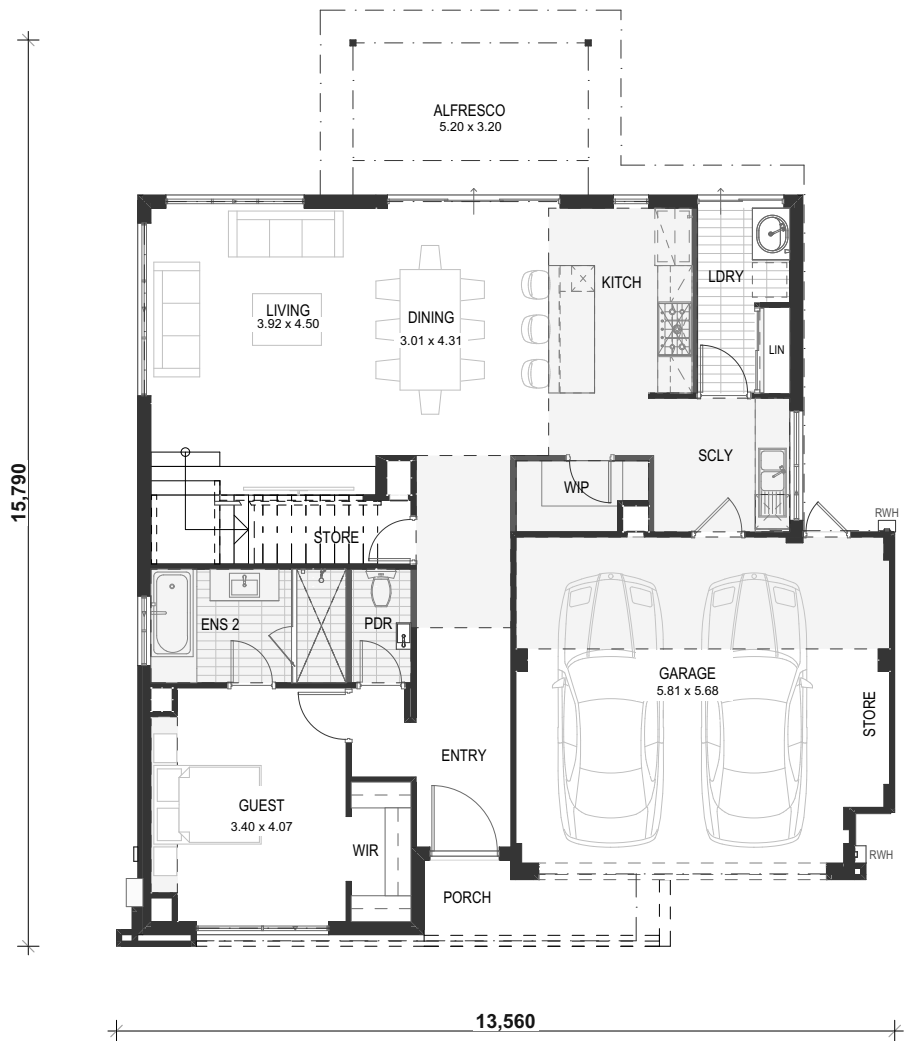 ALFRESCO
5.20 x 3.20
KITCH
LDRY
LIVING
3.92 x 4.50
DINING
3.01 x 4.31
LIN
SCLY
WIP
15,790
RWH
STORE
ENS 2
PDR
GARAGE
5.81 x 5.68
STORE
ENTRY
GUEST
3.40 x 4.07
WIR
RWH
PORCH
13,560